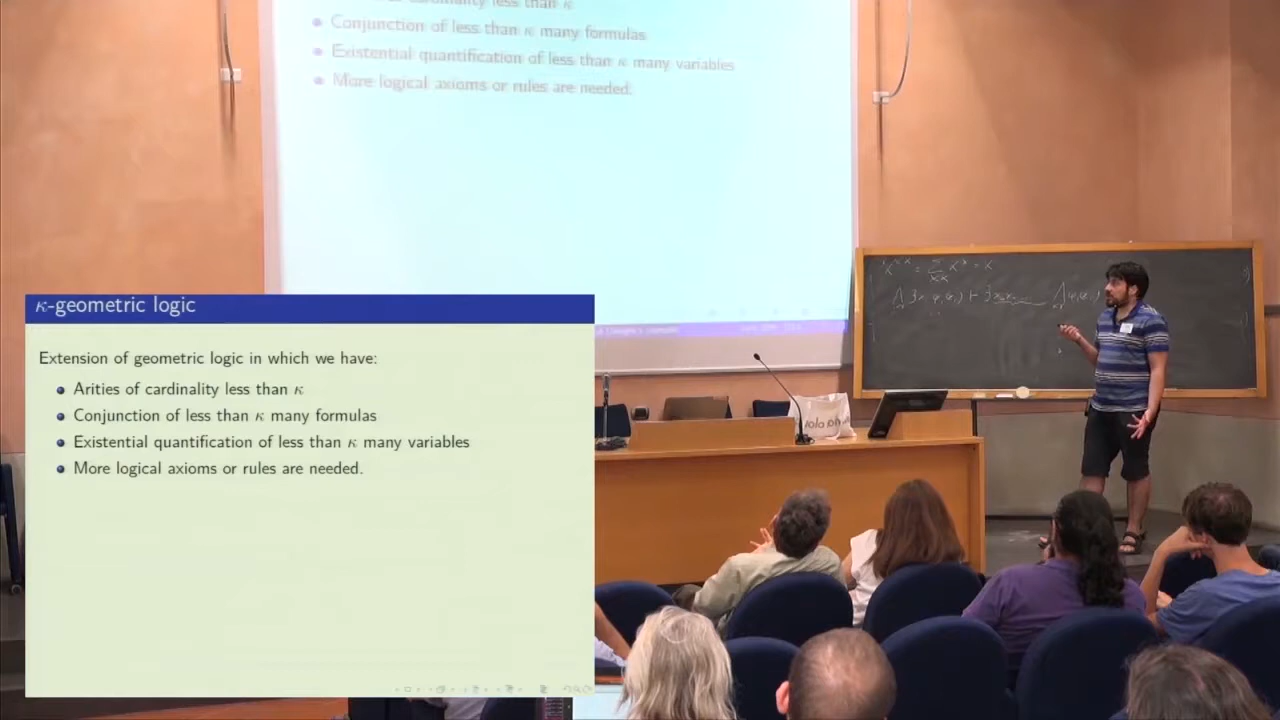 Conjunction of less than κ many formulas
Existential quantification of less than κ many variables
More logical axioms or rules are needed.
κ-geometric logic
Extension of geometric logic in which we have:
Arities of cardinality less than κ
Conjunction of less than κ many formulas
Existential quantification of less than κ many variables
More logical axioms or rules are needed.